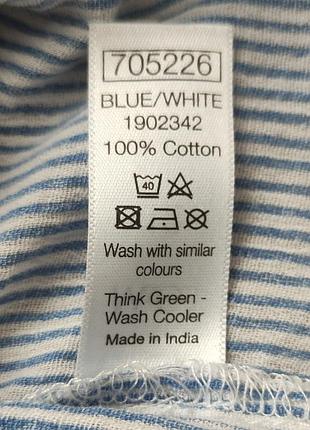 705226
BLUE/WHITE
1902342
100% Cotton
40
Wash with similar
colours
Think Green -
Wash Cooler
Made in India